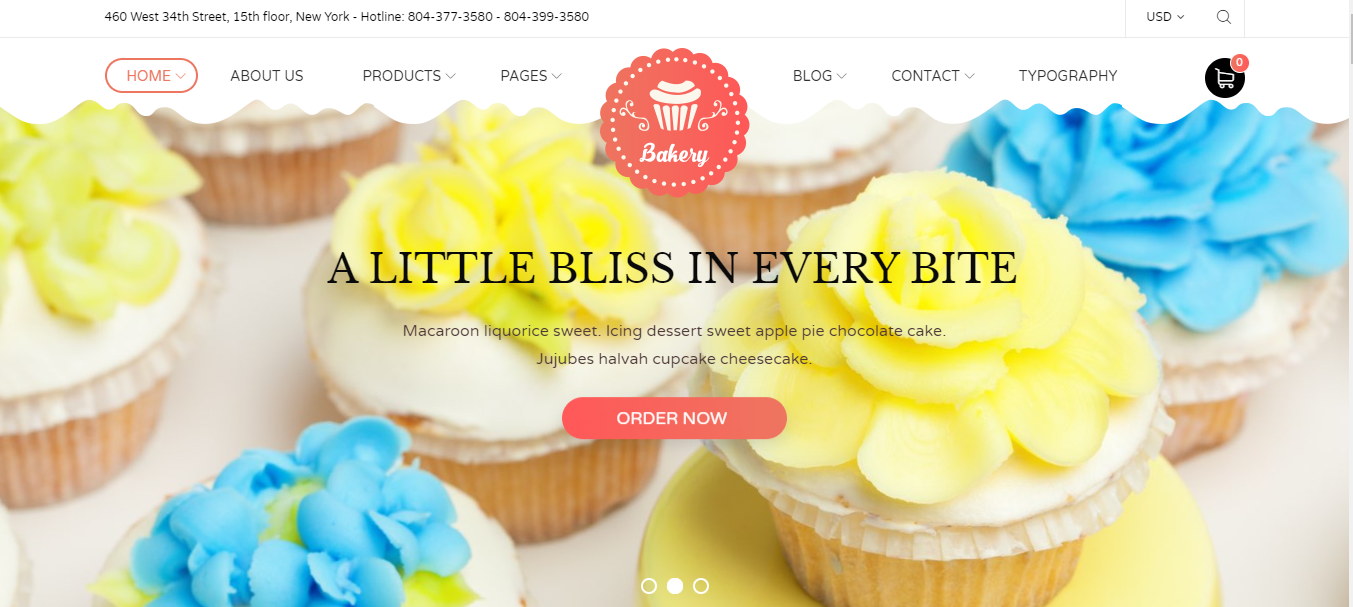 460 West 34th Street, 15th floor, New York - Hotline: 804-377-3580 - 804-399-3580
USD
HOME
ABOUT US
PRODUCTS
PAGES
Bakery
BLOG
CONTACT
TYPOGRAPHY
0
A LITTLE BLISS IN EVERY BITE
Macaroon liquorice sweet. Icing dessert sweet apple pie chocolate cake.
Jujubes halvah cupcake cheesecake.
ORDER NOW